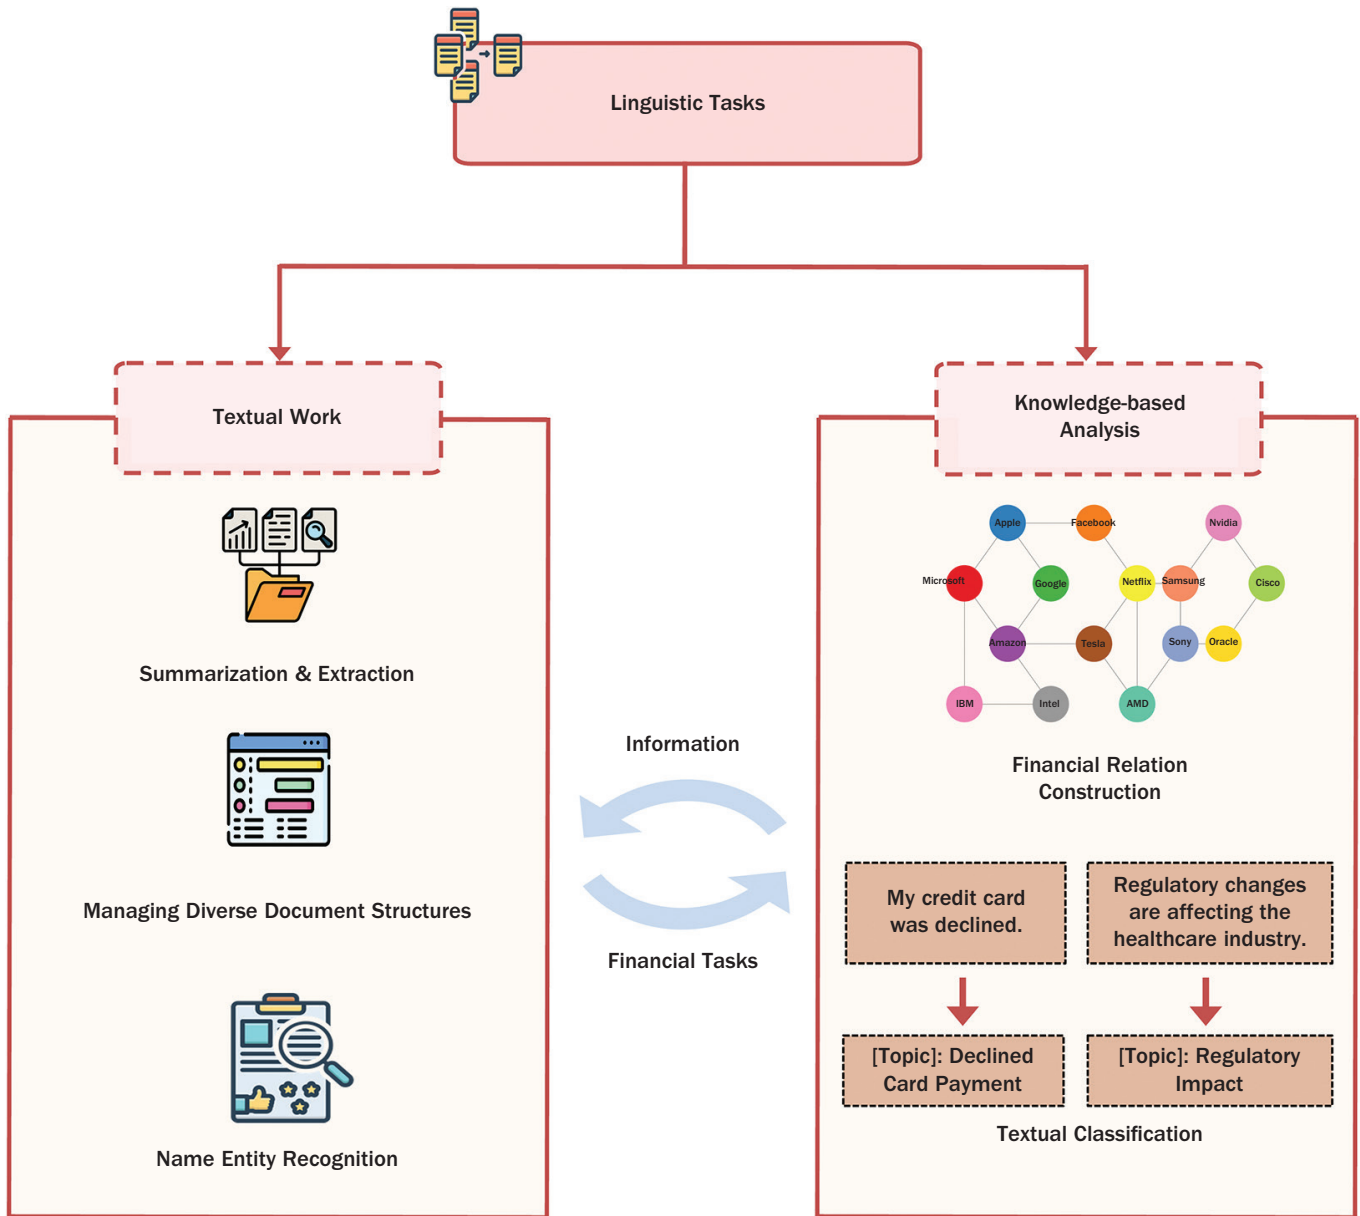 Linguistic Tasks
Textual Work
Summarization & Extraction
Managing Diverse Document Structures
Name Entity Recognition
Information
Financial Tasks
Knowledge-based
Analysis
Apple
Facebook
Nvidia
Microsoft
Google
Netflix
Samsung
Cisco
Amazon
Tesla
Sony
Oracle
IBM
Intel
AMD
Financial Relation
Construction
My credit card
was declined.
Regulatory changes
are affecting the
healthcare industry.
[Topic]: Declined
Card Payment
[Topic]: Regulatory
Impact
Textual Classification